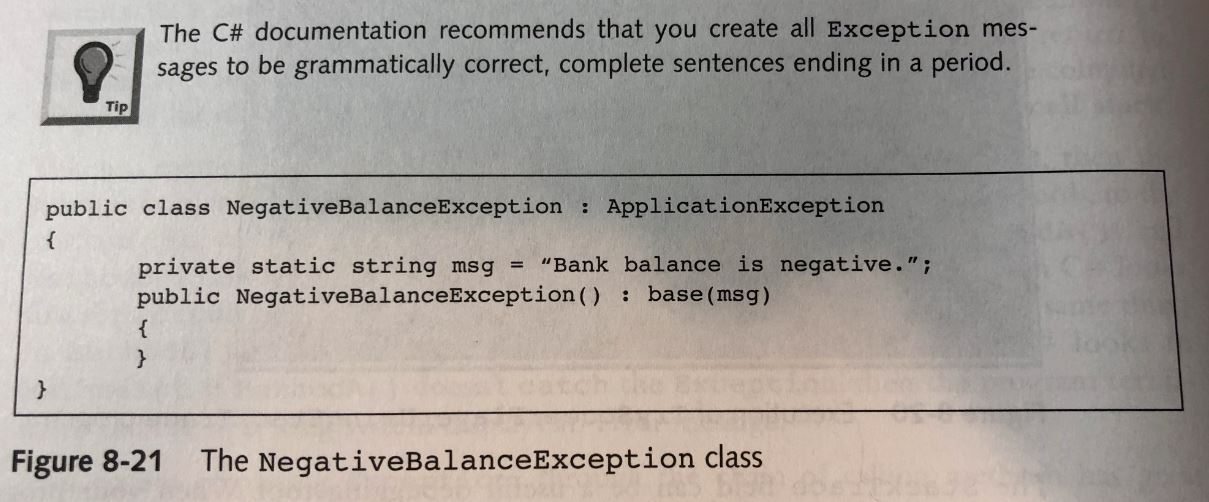 The C# documentation recommends that you create all Exception mes-
sages to be grammatically correct, complete sentences ending in a period.
Tip
public class NegativeBalanceException : ApplicationException
{
private static string msg = “Bank balance is negative.”;
public NegativeBalanceException() : base(msg)
{
}
}
Figure 8-21 The NegativeBalanceException class